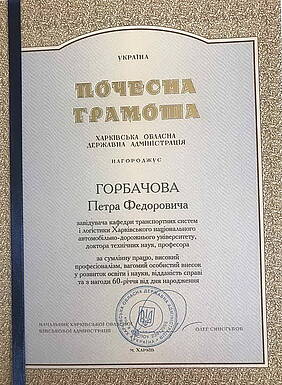 УКРАЇНА
ПОЧЕСНА
ГРАМОТА
ХАРКІВСЬКА ОБЛАСНА
ДЕРЖАВНА АДМІНІСТРАЦІЯ
НАГОРОДЖУЄ
ГОРБАЧОВА
Петра Федоровича
завідувача кафедри транспортних систем
і логістики Харківського національного
автомобільно-дорожнього університету,
доктора технічних наук, професора
за сумлінну працю, високий
професіоналізм, вагомий особистий внесок
у розвиток освіти і науки, відданість справі
та з нагоди 60-річчя від дня народження
НАЧАЛЬНИК ХАРКІВСЬКОЇ ОБЛАСНОЇ
ВІЙСЬКОВОЇ АДМІНІСТРАЦІЇ
ОЛЕГ СИНЄГУБОВ
м. ХАРКІВ